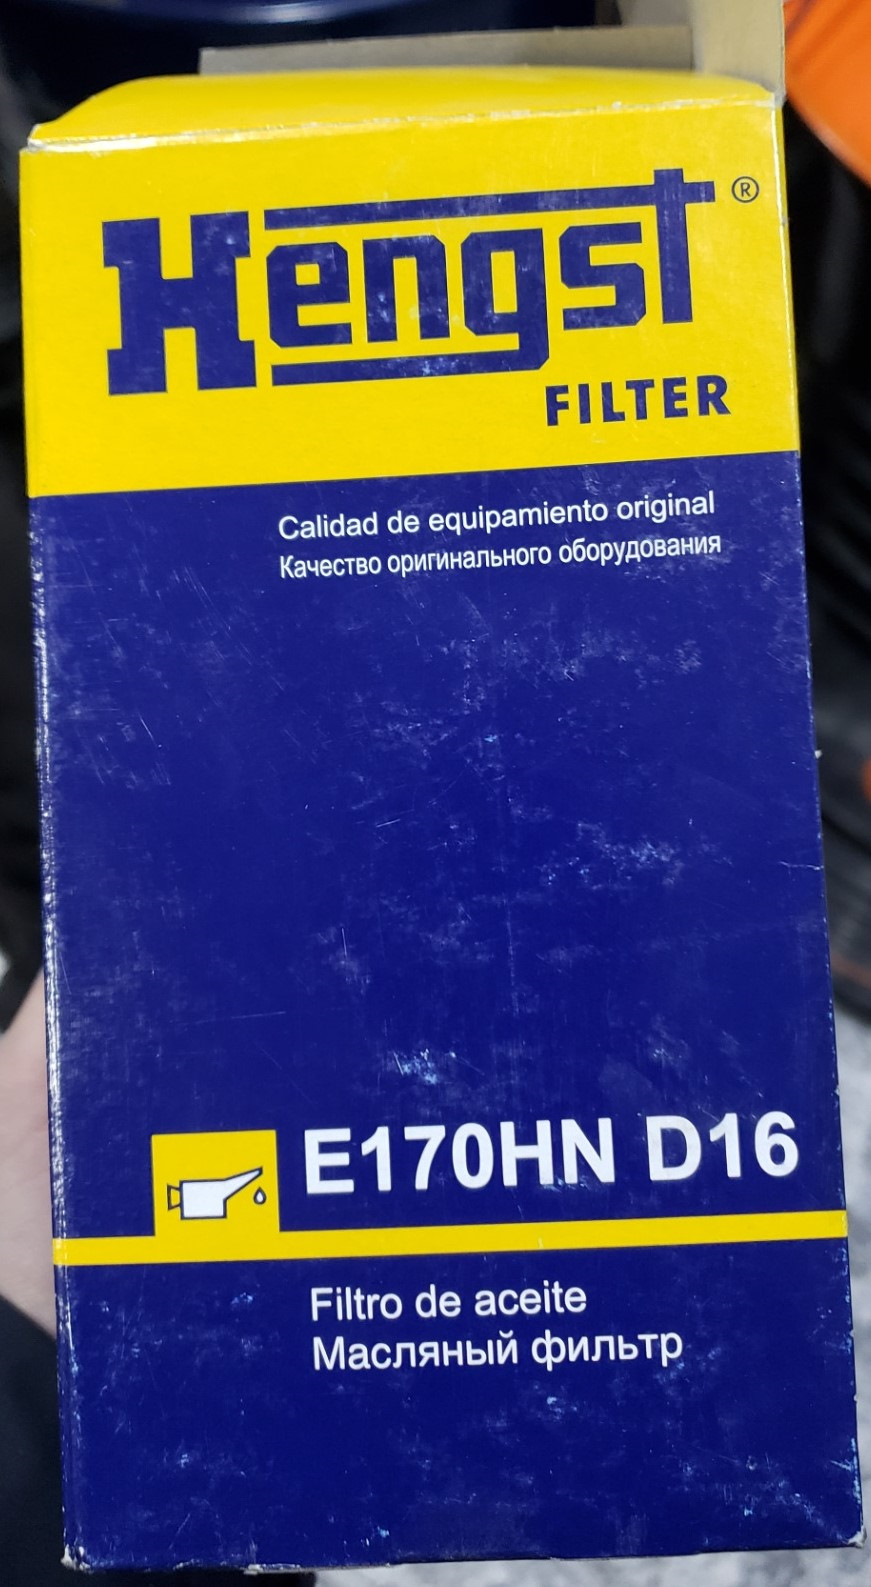 Hengst ®
FILTER
Calidad de equipamiento original
Качество оригинального оборудования
E170HN D16
Filtro de aceite
Масляный фильтр